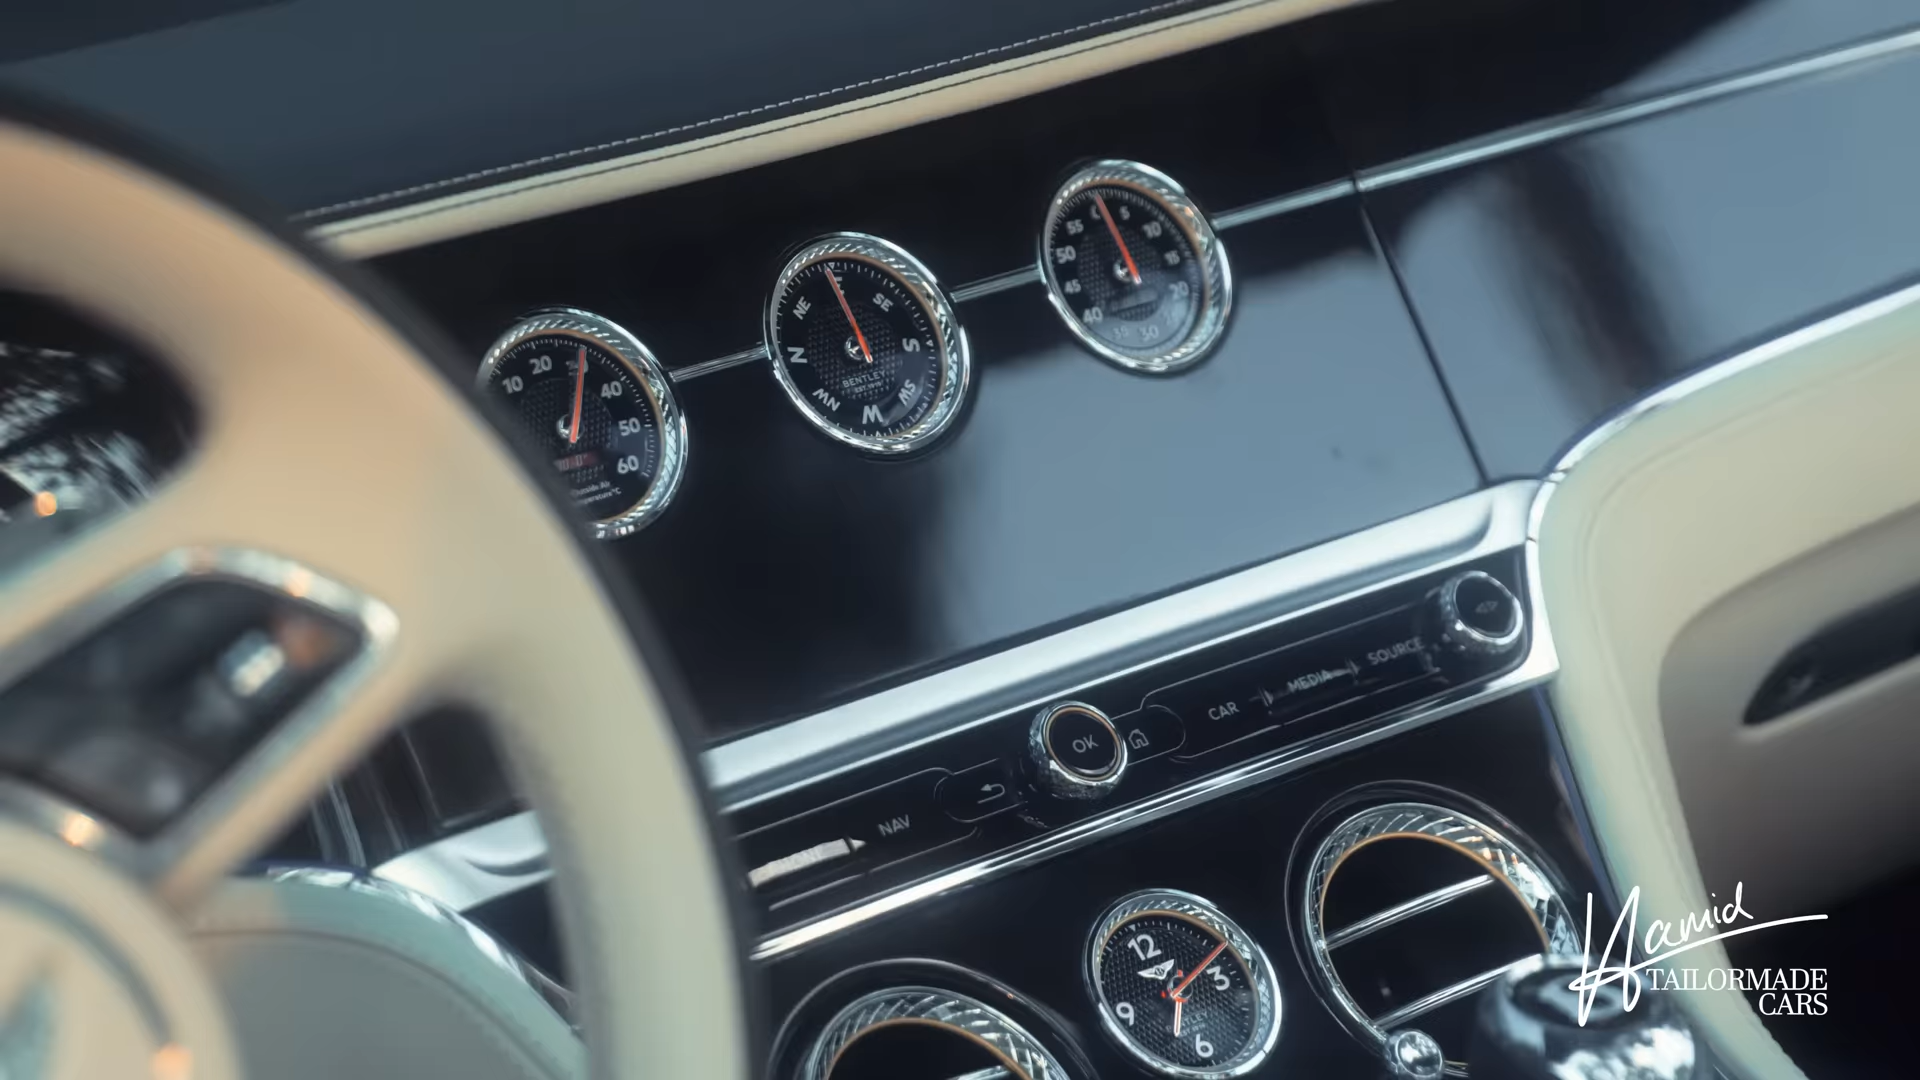 10
20
40
50
60
Outside Air
Temperature°C
NE
E
SE
N
S
BENTLEY
NW
W
SW
55
5
50
10
45
15
40
20
35
30
NAV
OK
CAR
MEDIA
SOURCE
12
3
9
6
Hamid
TAILORMADE
CARS